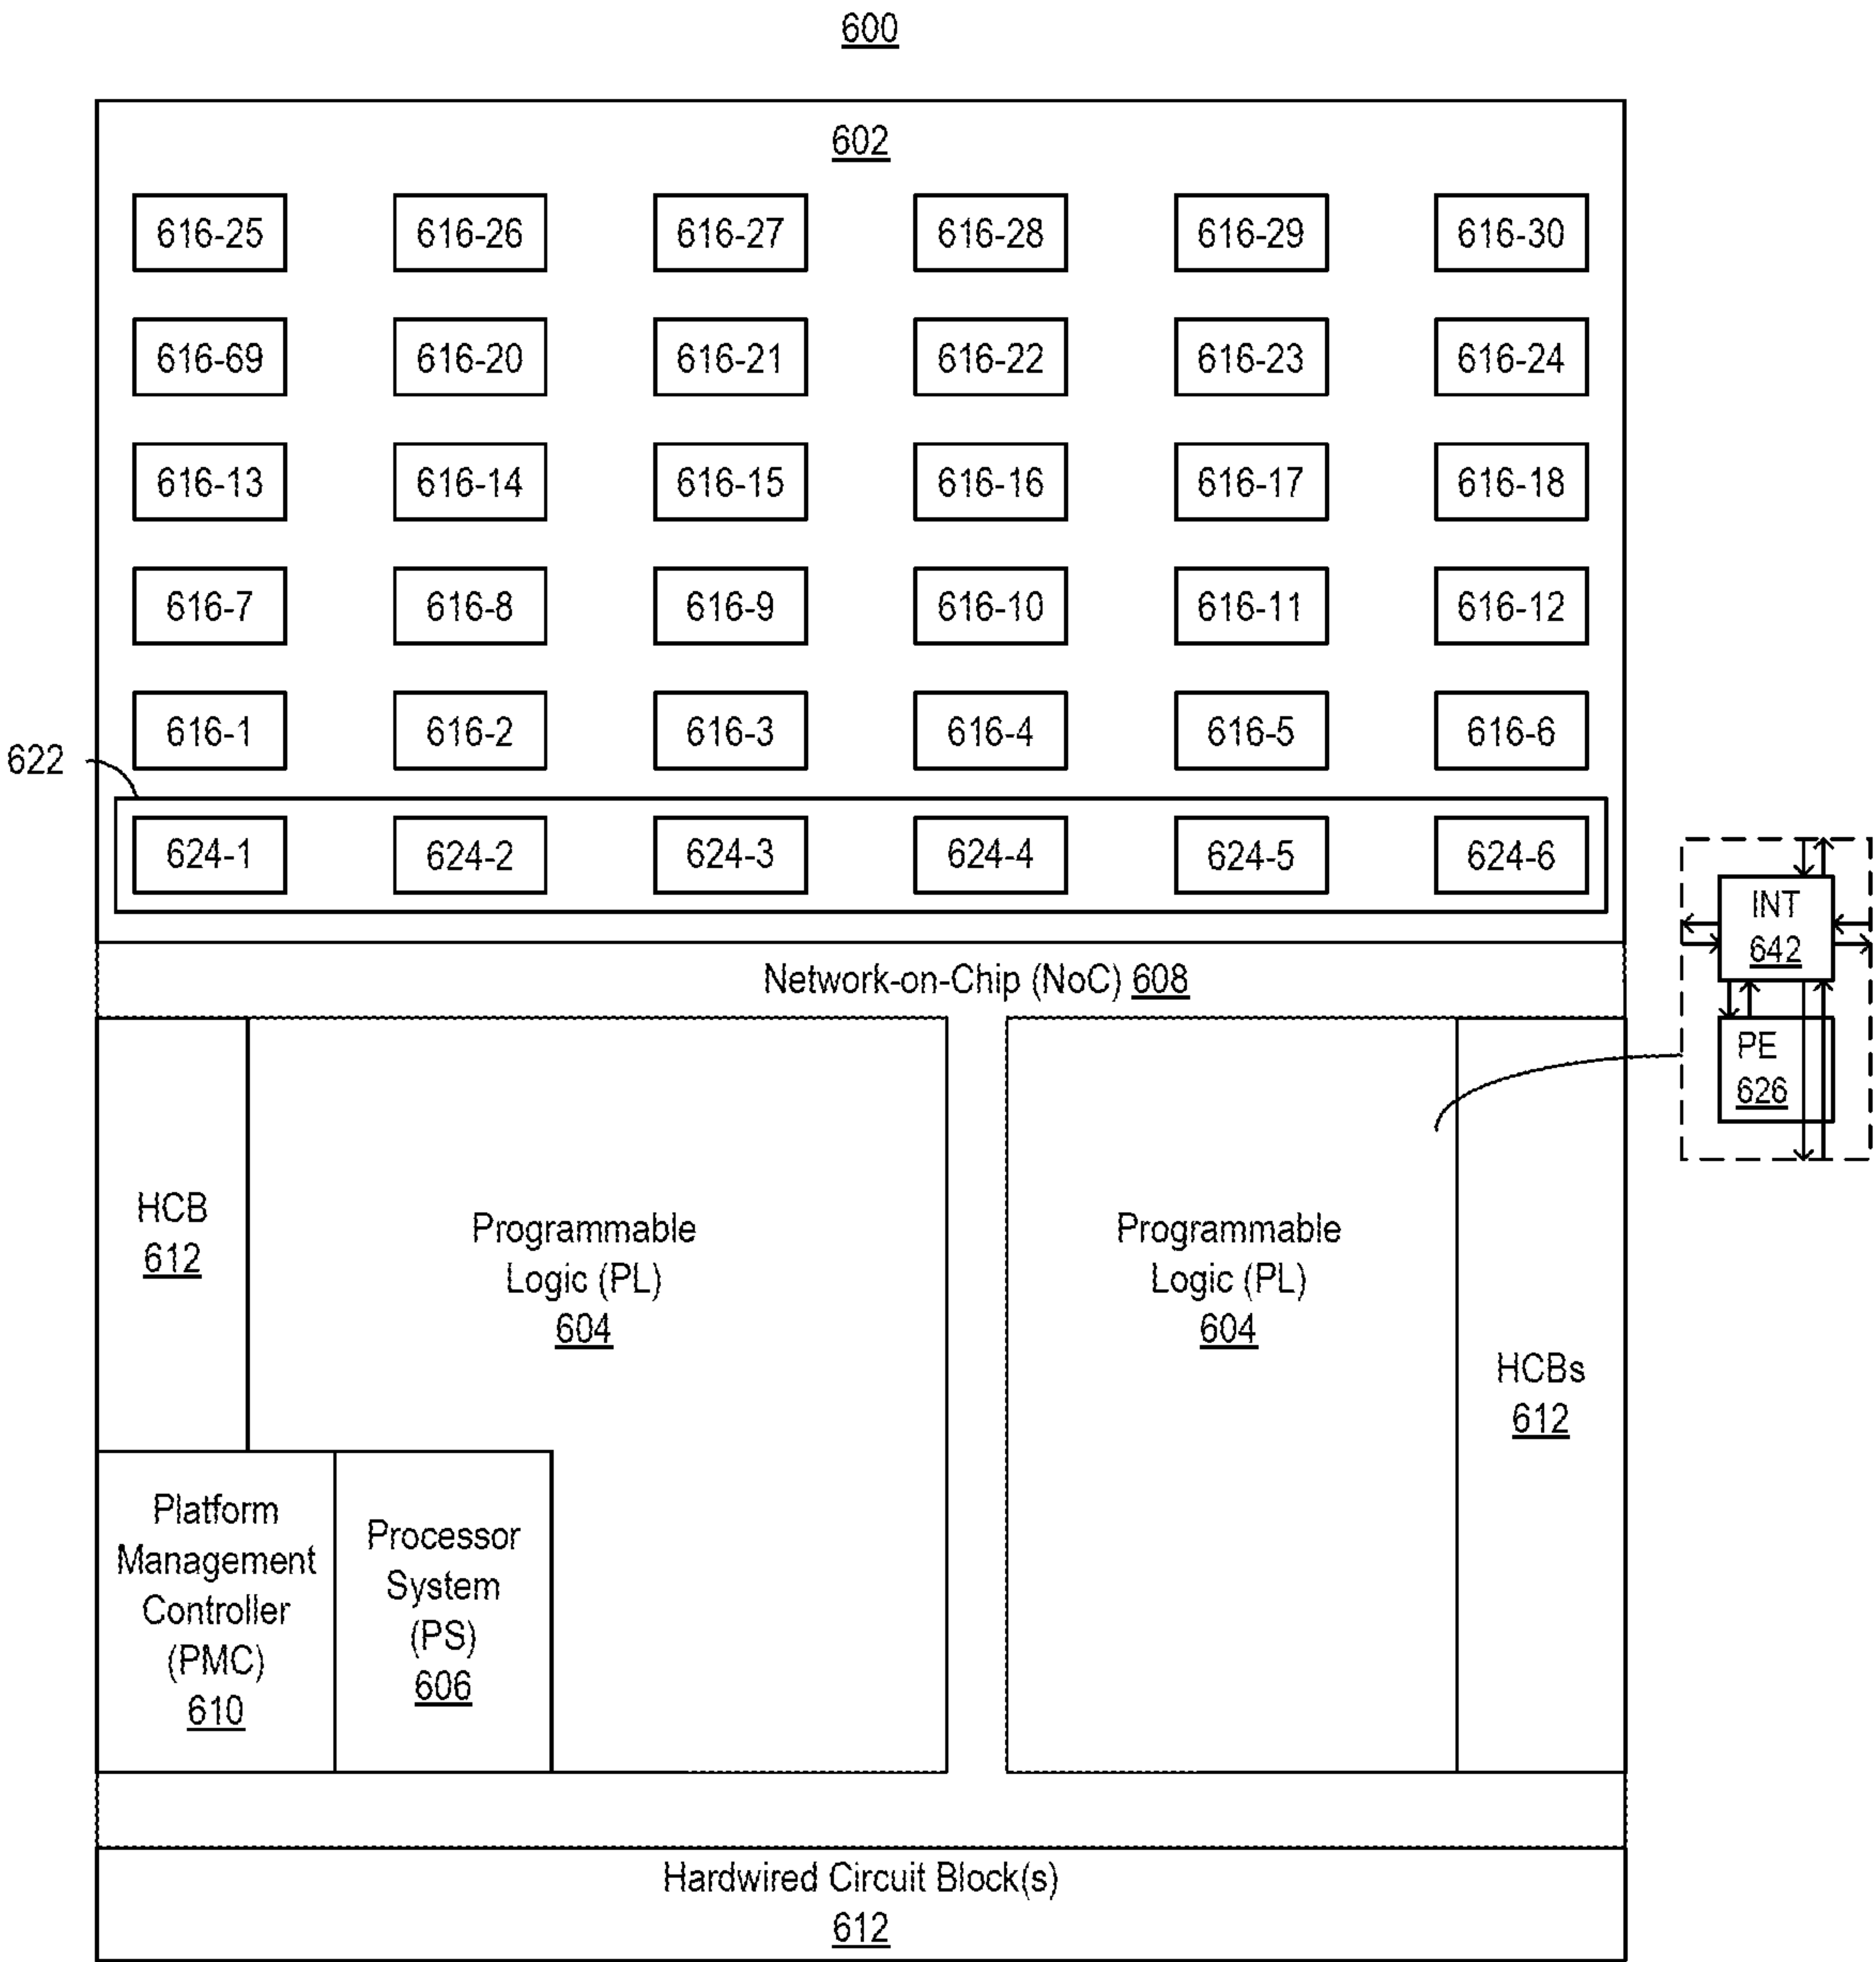 600
602
616-25 616-26 616-27 616-28 616-29 616-30
616-69 616-20 616-21 616-22 616-23 616-24
616-13 616-14 616-15 616-16 616-17 616-18
616-7 616-8 616-9 616-10 616-11 616-12
616-1 616-2 616-3 616-4 616-5 616-6
622
624-1 624-2 624-3 624-4 624-5 624-6
INT
642
PE
626
Network-on-Chip (NoC) 608
HCB
612
Programmable
Logic (PL)
604
Programmable
Logic (PL)
604
HCBs
612
Platform
Management
Controller
(PMC)
610
Processor
System
(PS)
606
Hardwired Circuit Block(s)
612